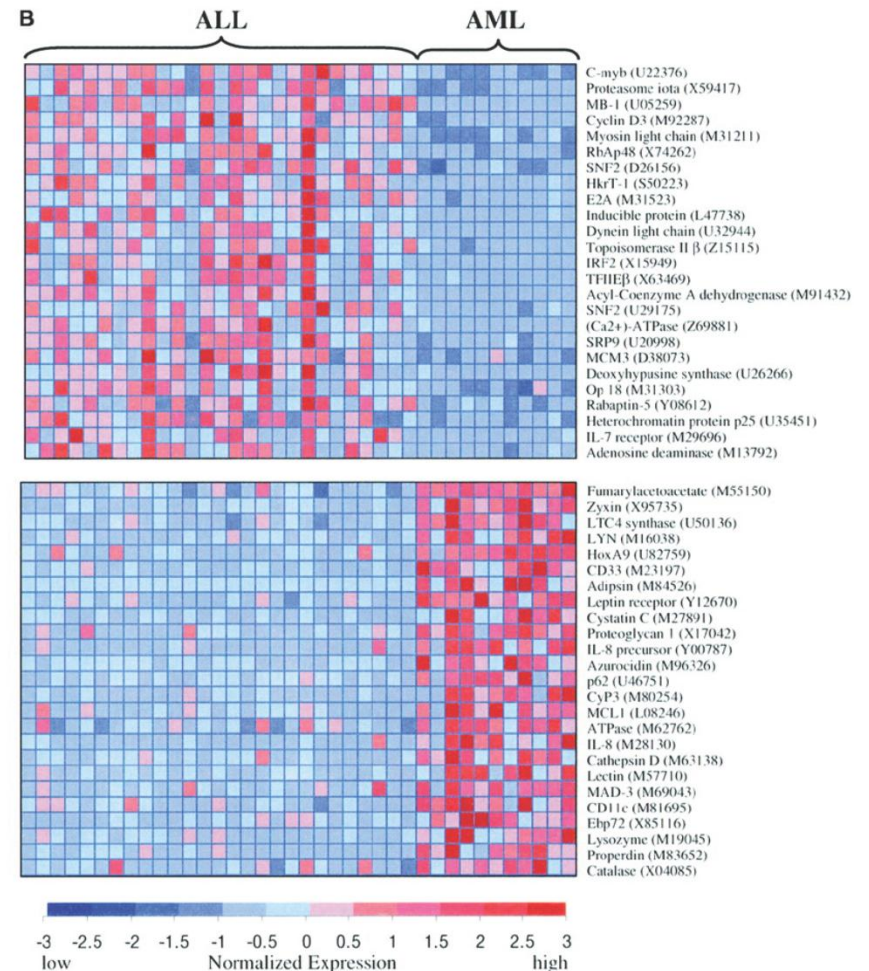 B
ALL AML
C-myb (U22376)
Proteasome iota (X59417)
MB-1 (U05259)
Cyclin D3 (M92287)
Myosin light chain (M31211)
RbAp48 (X74262)
SNF2 (D26156)
HkrT-1 (S50223)
E2A (M31523)
Inducible protein (L47738)
Dynein light chain (U32944)
Topoisomerase II β (Z15115)
IRF2 (X15949)
TFIIEβ (X63469)
Acyl-Coenzyme A dehydrogenase (M91432)
SNF2 (U29175)
(Ca2+)-ATPase (Z69881)
SRP9 (U20998)
MCM3 (D38073)
Deoxyhypusine synthase (U26266)
Op 18 (M31303)
Rabaptin-5 (Y08612)
Heterochromatin protein p25 (U35451)
IL-7 receptor (M29696)
Adenosine deaminase (M13792)
Fumarylacetoacetate (M55150)
Zyxin (X95735)
LTC4 synthase (U50136)
LYN (M16038)
HoxA9 (U82759)
CD33 (M23197)
Adipsin (M84526)
Leptin receptor (Y12670)
Cystatin C (M27891)
Proteoglycan 1 (X17042)
IL-8 precursor (Y00787)
Azurocidin (M96326)
p62 (U46751)
CyP3 (M80254)
MCL1 (L08246)
ATPase (M62762)
IL-8 (M28130)
Cathepsin D (M63138)
Lectin (M57710)
MAD-3 (M69043)
CD11c (M81695)
Ebp72 (X85116)
Lysozyme (M19045)
Properdin (M83652)
Catalase (X04085)
-3 -2.5 -2 -1.5 -1 -0.5 0 0.5 1 1.5 2 2.5 3
low Normalized Expression high